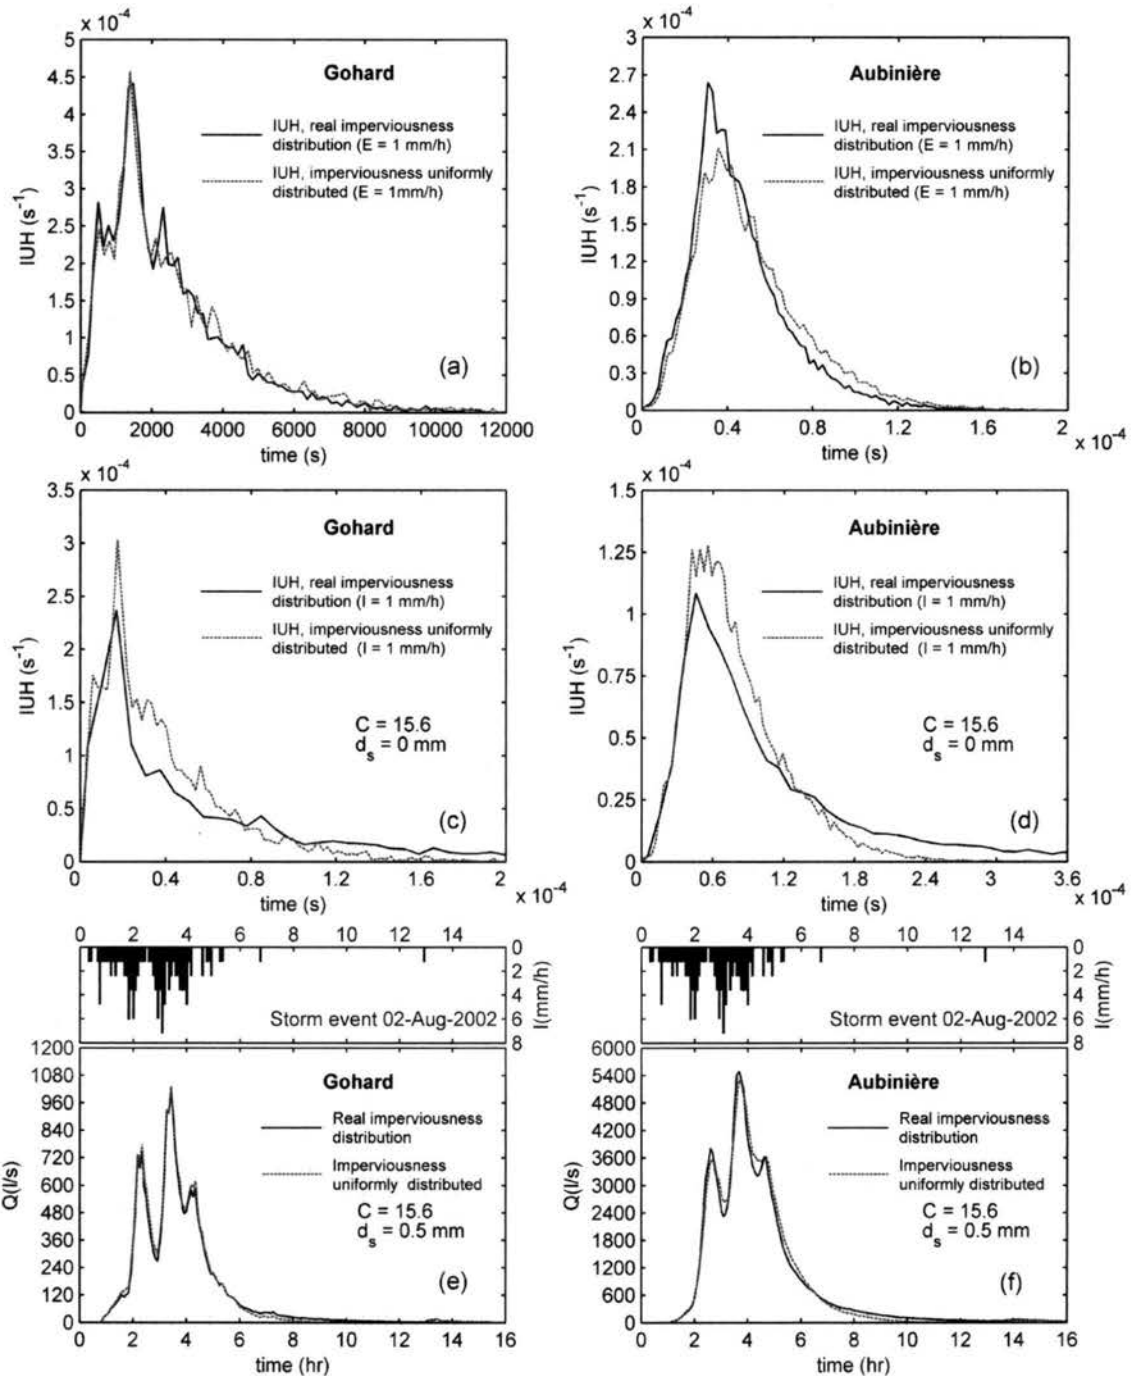 x 10⁻⁴
5
4.5
4
3.5
3
2.5
2
1.5
1
0.5
0
IUH (s⁻¹)
Gohard
IUH, real imperviousness
distribution (E = 1 mm/h)
IUH, imperviousness uniformly
distributed (E = 1mm/h)
(a)
0 2000 4000 6000 8000 10000 12000
time (s)
x 10⁻⁴
3
2.7
2.4
2.1
1.8
1.5
1.2
0.9
0.6
0.3
0
IUH (s⁻¹)
Aubinière
IUH, real imperviousness
distribution (E = 1 mm/h)
IUH, imperviousness uniformly
distributed (E = 1 mm/h)
(b)
0 0.4 0.8 1.2 1.6 2
x 10⁻⁴
time (s)
x 10⁻⁴
3.5
3
2.5
2
1.5
1
0.5
0
IUH (s⁻¹)
Gohard
IUH, real imperviousness
distribution (I = 1 mm/h)
IUH, imperviousness uniformly
distributed (I = 1 mm/h)
C = 15.6
dₛ = 0 mm
(c)
0 0.4 0.8 1.2 1.6 2
x 10⁻⁴
time (s)
x 10⁻⁴
1.5
1.25
1
0.75
0.5
0.25
0
IUH (s⁻¹)
Aubinière
IUH, real imperviousness
distribution (I = 1 mm/h)
IUH, imperviousness uniformly
distributed (I = 1 mm/h)
C = 15.6
dₛ = 0 mm
(d)
0 0.6 1.2 1.8 2.4 3 3.6
x 10⁻⁴
time (s)
0 2 4 6 8 10 12 14
0
2
4
6
8
I(mm/h)
Storm event 02-Aug-2002
1200
1080
960
840
720
600
480
360
240
120
0
Q(l/s)
Gohard
Real imperviousness
distribution
Imperviousness
uniformly distributed
C = 15.6
dₛ = 0.5 mm
(e)
0 2 4 6 8 10 12 14 16
time (hr)
0 2 4 6 8 10 12 14
0
2
4
6
8
I(mm/h)
Storm event 02-Aug-2002
6000
5400
4800
4200
3600
3000
2400
1800
1200
600
0
Q(l/s)
Aubinière
Real imperviousness
distribution
Imperviousness
uniformly distributed
C = 15.6
dₛ = 0.5 mm
(f)
0 2 4 6 8 10 12 14 16
time (hr)